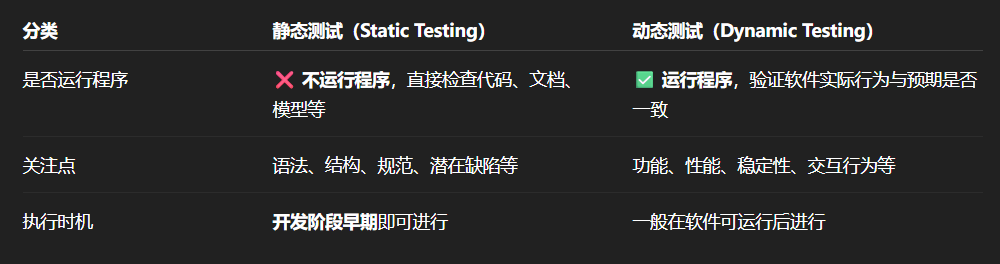 分类 静态测试（Static Testing） 动态测试（Dynamic Testing）
是否运行程序 ❌ 不运行程序，直接检查代码、文档、模型等 ✅ 运行程序，验证软件实际行为与预期是否一致
关注点 语法、结构、规范、潜在缺陷等 功能、性能、稳定性、交互行为等
执行时机 开发阶段早期即可进行 一般在软件可运行后进行